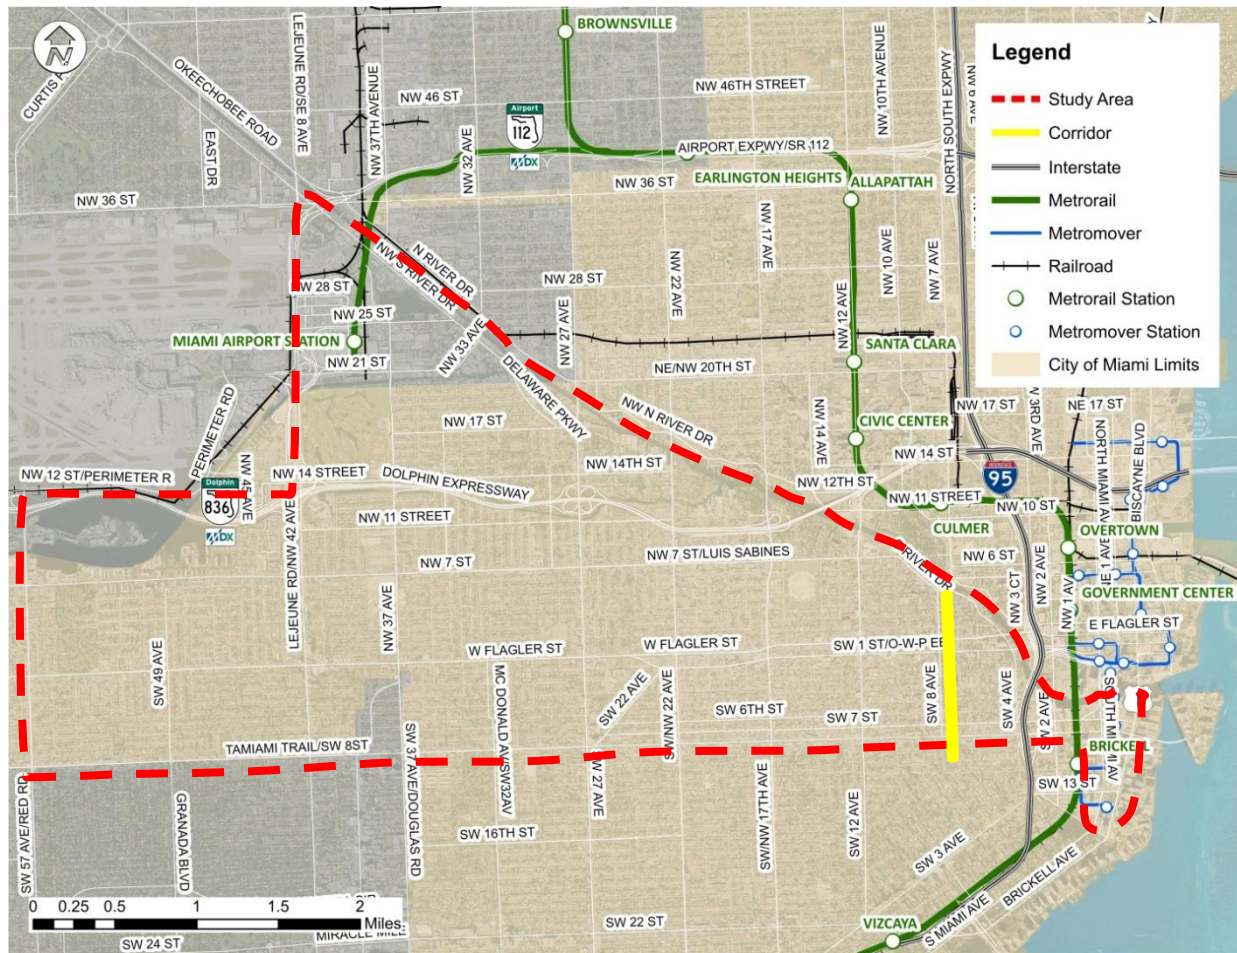 BROWNSVILLE
Legend
Study Area
Corridor
Interstate
Metrorail
Metromover
Railroad
Metrorail Station
Metromover Station
City of Miami Limits
N
OKEECHOBEE ROAD
LEJEUNE RD/SE 8 AVE
NW 37TH AVENUE
NW 46 ST
NW 46TH STREET
NW 10TH AVENUE
NORTH SOUTH EXPWY
EAST DR
Airport
112
mdx
NW 32 AVE
AIRPORT EXPWY/SR 112
EARLINGTON HEIGHTS
ALLAPATTAH
NW 36 ST
NW 36 ST
NW 17 AVE
NW 10 AVE
NW 7 AVE
N RIVER DR
NW S RIVER DR
NW 28 ST
NW 28 ST
NW 22 AVE
NW 25 ST
MIAMI AIRPORT STATION
NW 21 ST
NW 33 AVE
NW 27 AVE
NW 12 AVE
SANTA CLARA
NE/NW 20TH ST
DELAWARE PKWY
PERIMETER RD
NW 17 ST
NW N RIVER DR
NW 14 AVE
CIVIC CENTER
NW 17 ST
NW 3RD AVE
NE 17 ST
NORTH MIAMI AV
BISCAYNE BLVD
NW 14 ST
NW 12 ST/PERIMETER R
NW 45 AVE
NW 14 STREET
DOLPHIN EXPRESSWAY
NW 14TH ST
NW 12TH ST
INTERSTATE
95
Dolphin
836
mdx
NW 11 STREET
NW 11 STREET
NW 10 ST
CULMER
OVERTOWN
LEJEUNE RD/NW 42 AVE
NW 7 ST
NW 7 ST/LUIS SABINES
S RIVER DR
NW 6 ST
NW 3 CT
NW 2 AVE
NW 1 AV
NE 1 AVE
GOVERNMENT CENTER
NW 37 AVE
E FLAGLER ST
SW 49 AVE
W FLAGLER ST
W FLAGLER ST
SW 1 ST/O-W-P EB
MC DONALD AV/SW32AV
SW 22 AVE
SW/NW 22 AVE
SW 8 AVE
SW 4 AVE
SW 2 AVE
SW 6TH ST
SW 7 ST
TAMIAMI TRAIL/SW 8ST
BRICKELL
SW 57 AVE/RED RD
SW 37 AVE/DOUGLAS RD
SW 27 AVE
SW/NW 17TH AVE
SW 12 AVE
SW 13 ST
GRANADA BLVD
SW 16TH ST
SW 3 AVE
BRICKELL AVE
S MIAMI AVE
0 0.25 0.5 1 1.5 2
Miles
VIZCAYA
SW 22 ST
SW 24 ST
MIRACLE MILE